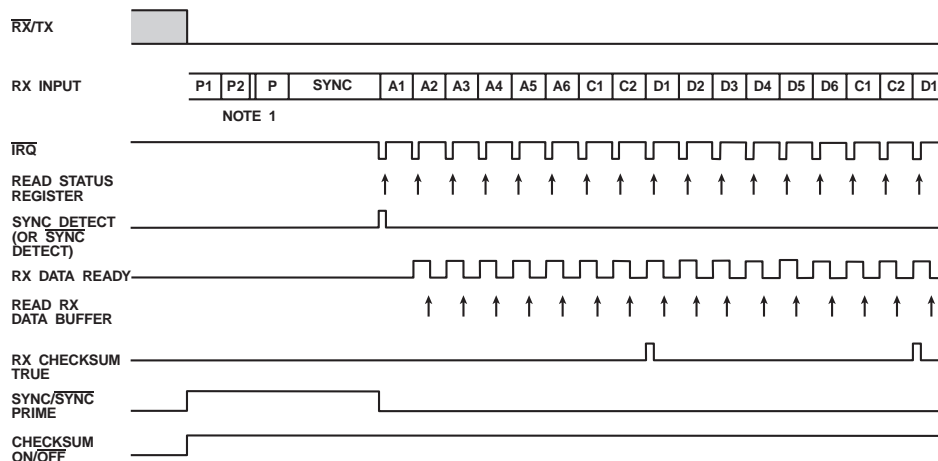 RX/TX
RX INPUT
P1 P2 P SYNC A1 A2 A3 A4 A5 A6 C1 C2 D1 D2 D3 D4 D5 D6 C1 C2 D1
NOTE 1
IRQ
READ STATUS
REGISTER
SYNC DETECT
(OR SYNC
DETECT)
RX DATA READY
READ RX
DATA BUFFER
RX CHECKSUM
TRUE
SYNC/SYNC
PRIME
CHECKSUM
ON/OFF